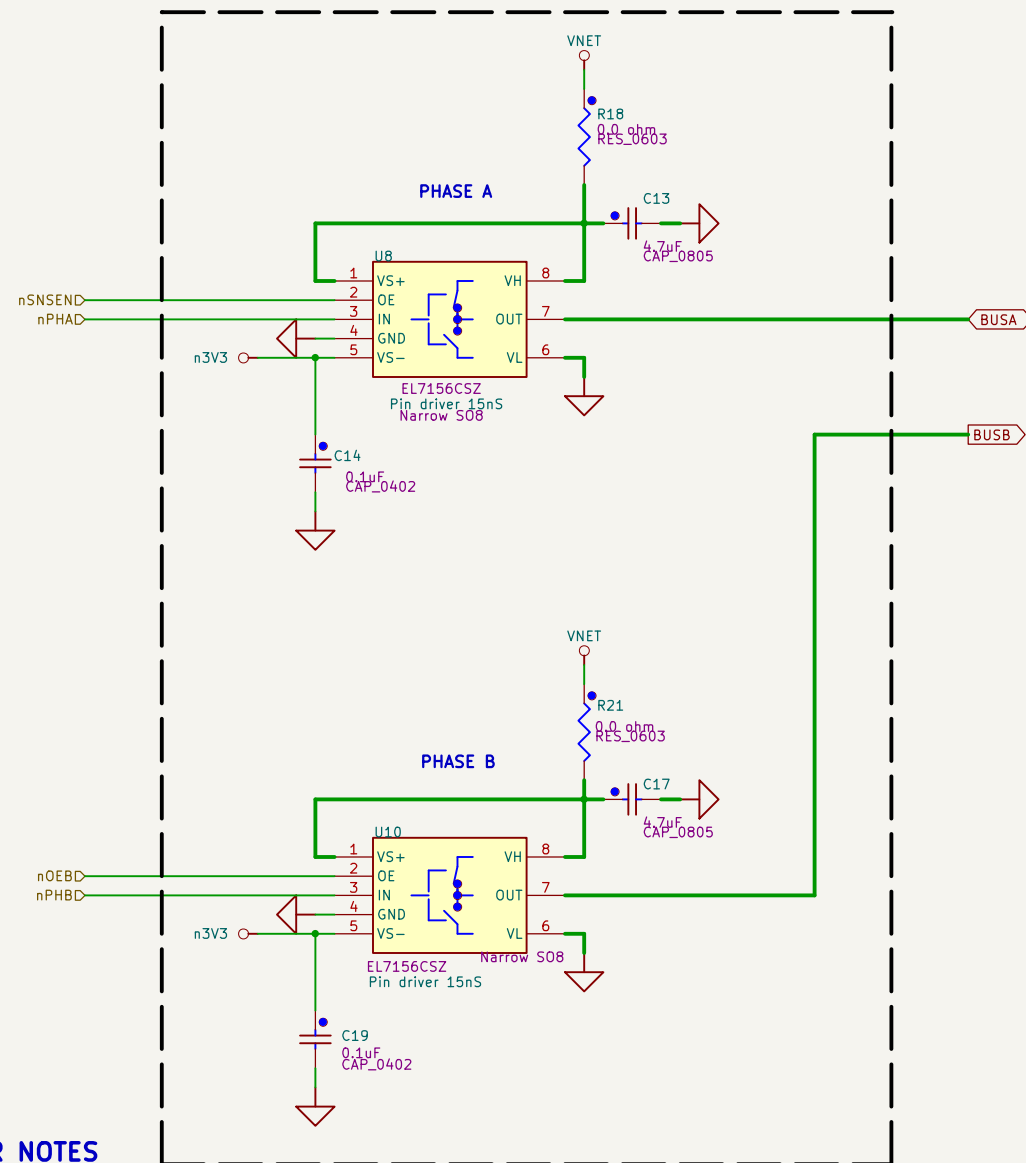 VNET
R18
0.0 ohm
RES_0603
PHASE A
C13
4.7uF
CAP_0805
U8
1 VS+ VH 8
nSNSEN 2 OE
nPHA 3 IN OUT 7 BUSA
4 GND
n3V3 5 VS- VL 6
EL7156CSZ
Pin driver 15nS
Narrow SO8
BUSB
C14
0.1uF
CAP_0402
VNET
R21
0.0 ohm
RES_0603
PHASE B
C17
4.7uF
CAP_0805
U10
1 VS+ VH 8
nOEB 2 OE
nPHB 3 IN OUT 7
4 GND
n3V3 5 VS- VL 6
Narrow SO8
EL7156CSZ
Pin driver 15nS
C19
0.1uF
CAP_0402
NOTES